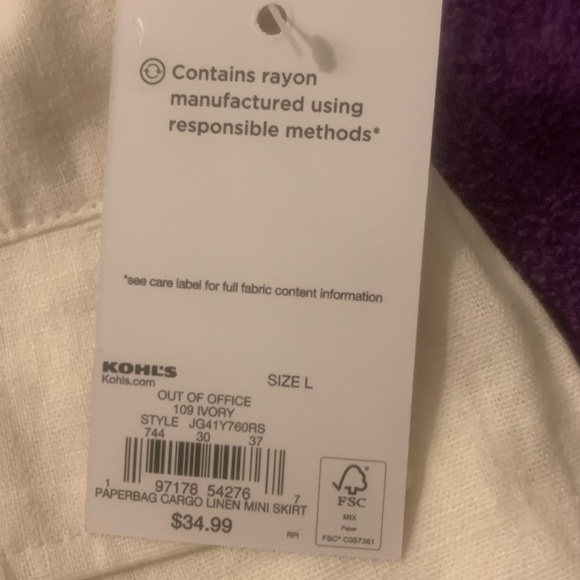 Contains rayon
manufactured using
responsible methods*
*see care label for full fabric content information
KOHL'S
Kohls.com
SIZE L
OUT OF OFFICE
109 IVORY
STYLE JG41Y760RS
744 30 37
1 97178 54276 7
PAPERBAG CARGO LINEN MINI SKIRT
$34.99
RPI
FSC
MIX
Paper
FSC® C057361